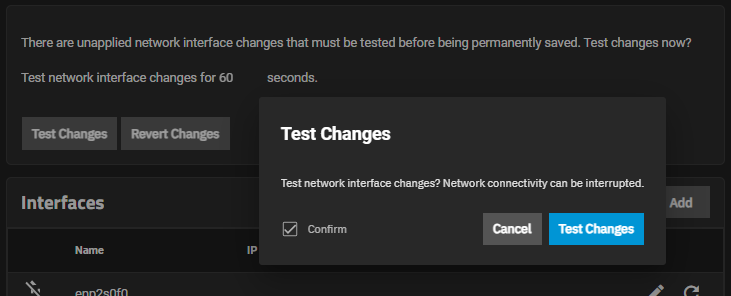 There are unapplied network interface changes that must be tested before being permanently saved. Test changes now?
Test network interface changes for 60 seconds.
Test Changes Revert Changes
Test Changes
Test network interface changes? Network connectivity can be interrupted.
Confirm Cancel Test Changes
Interfaces Add
Name IP
enp2s0f0